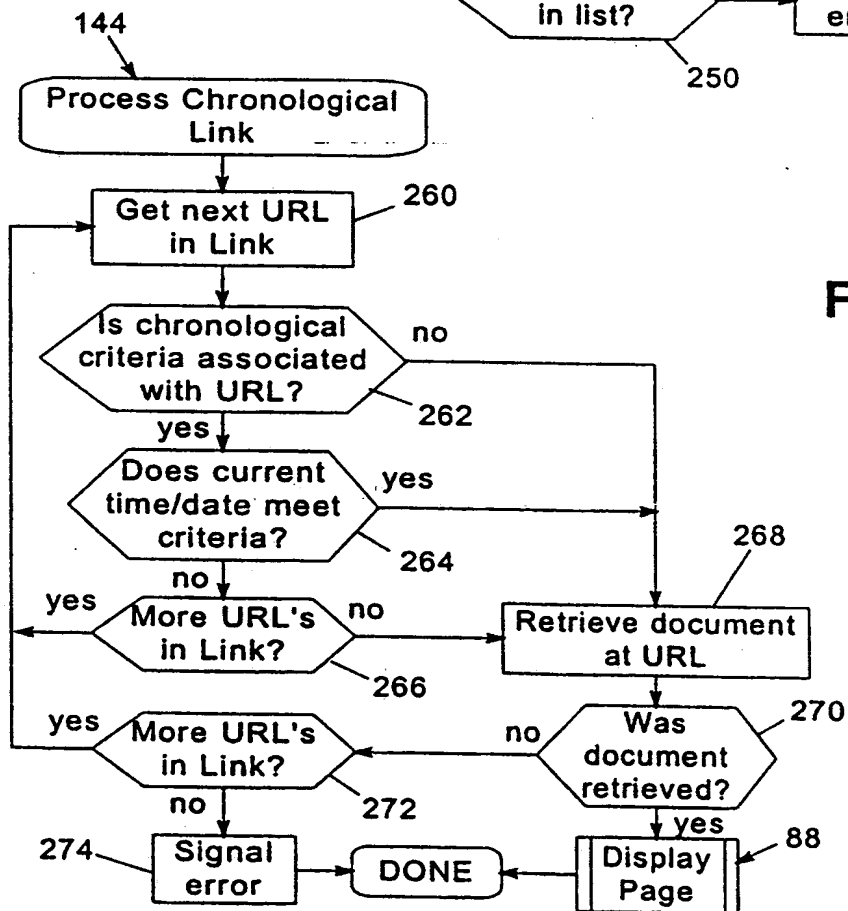 in list?
er
250
144
Process Chronological
Link
Get next URL
in Link
260
F
Is chronological
criteria associated
with URL?
no
262
yes
Does current
time/date meet
criteria?
yes
264
no
268
yes
More URL's
in Link?
no
266
Retrieve document
at URL
yes
More URL's
in Link?
272
no
no
Was
document
retrieved?
270
yes
274
Signal
error
DONE
Display
Page
88